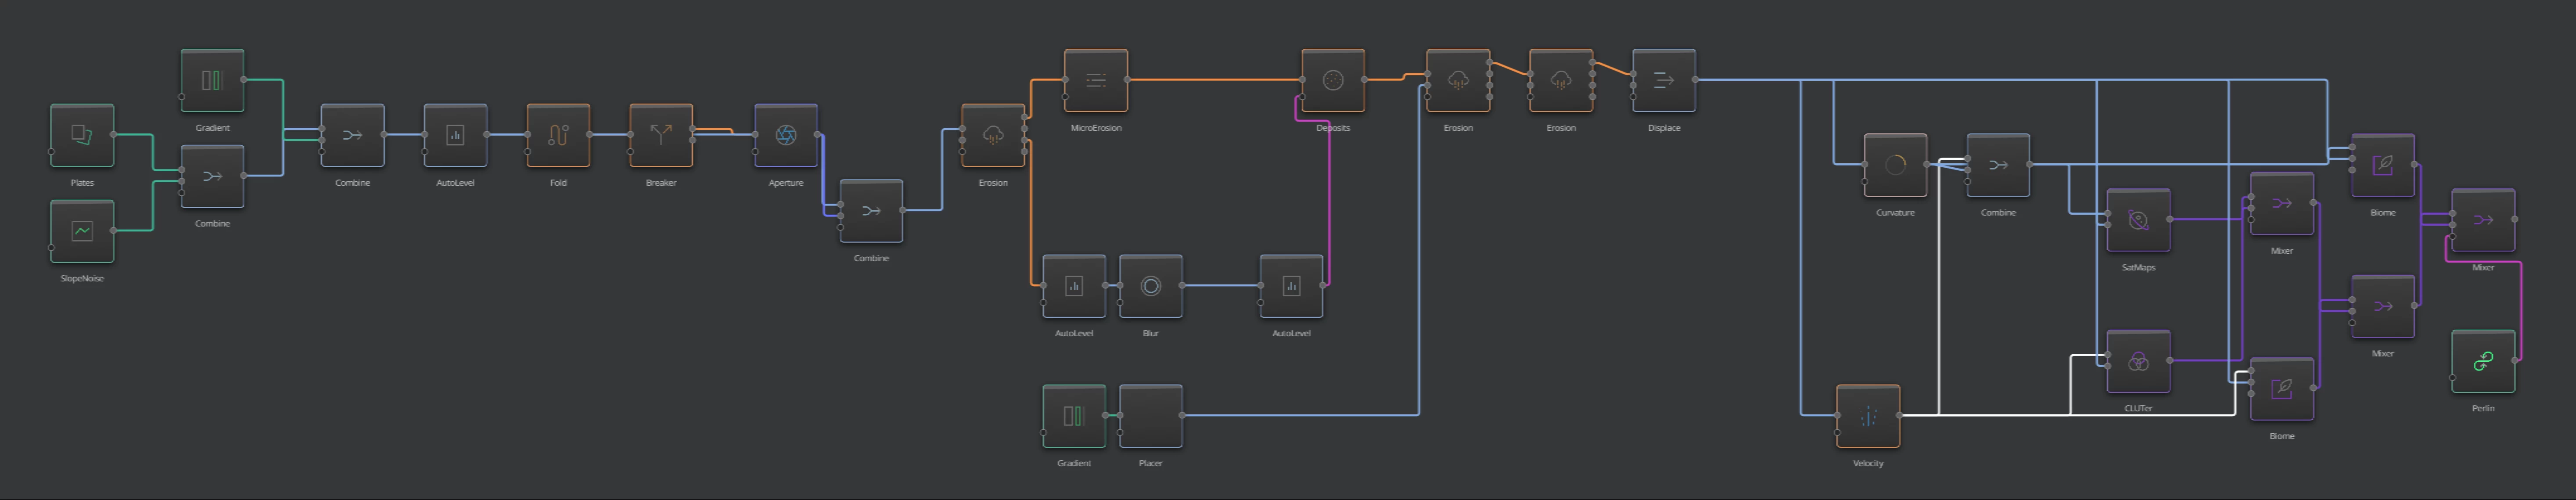 Plates
SlopeNoise
Gradient
Combine
Combine
AutoLevel
Fold
Breaker
Aperture
Combine
Erosion
MicroErosion
AutoLevel
Blur
AutoLevel
Gradient
Placer
Deposits
Erosion
Erosion
Displace
Curvature
Combine
Velocity
SatMaps
CLUTer
Mixer
Biome
Biome
Mixer
Mixer
Perlin